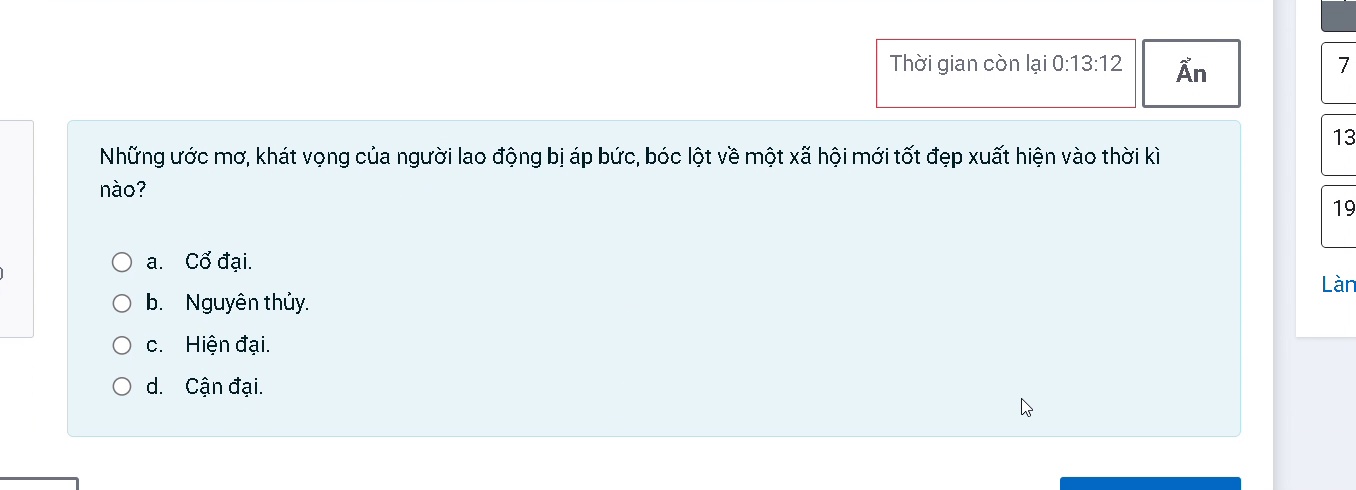 Thời gian còn lại 0:13:12
Ẩn
7
13
19
Những ước mơ, khát vọng của người lao động bị áp bức, bóc lột về một xã hội mới tốt đẹp xuất hiện vào thời kì
nào?
a. Cổ đại.
b. Nguyên thủy.
c. Hiện đại.
d. Cận đại.